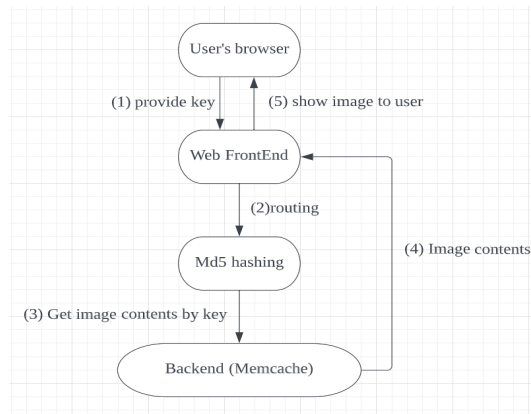 User's browser
(1) provide key
(5) show image to user
Web FrontEnd
(2)routing
(4) Image contents
Md5 hashing
(3) Get image contents by key
Backend (Memcache)